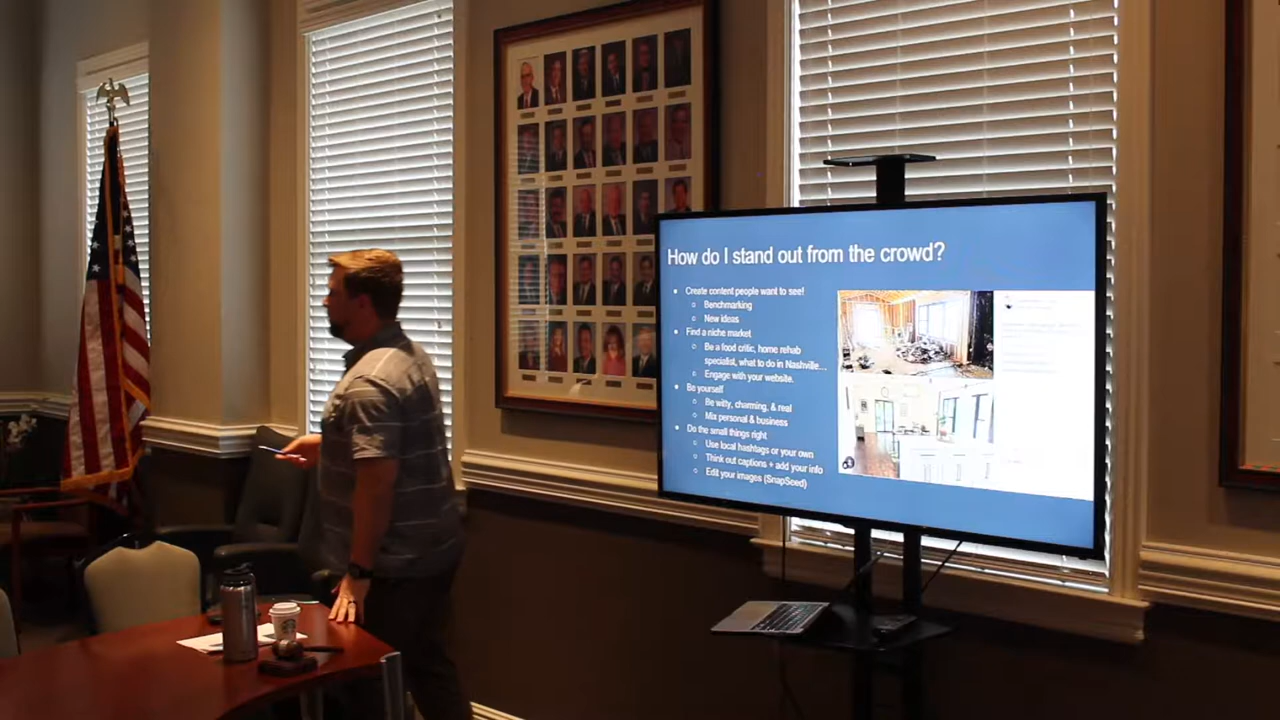 How do I stand out from the crowd?
Create content people want to see!
Benchmarking
New ideas
Find a niche market
Be a food critic, home rehab
specialist, what to do in Nashville...
Engage with your website.
Be yourself
Be witty, charming, & real
Mix personal & business
Do the small things right
Use local hashtags or your own
Think out captions + add your info
Edit your images (SnapSeed)